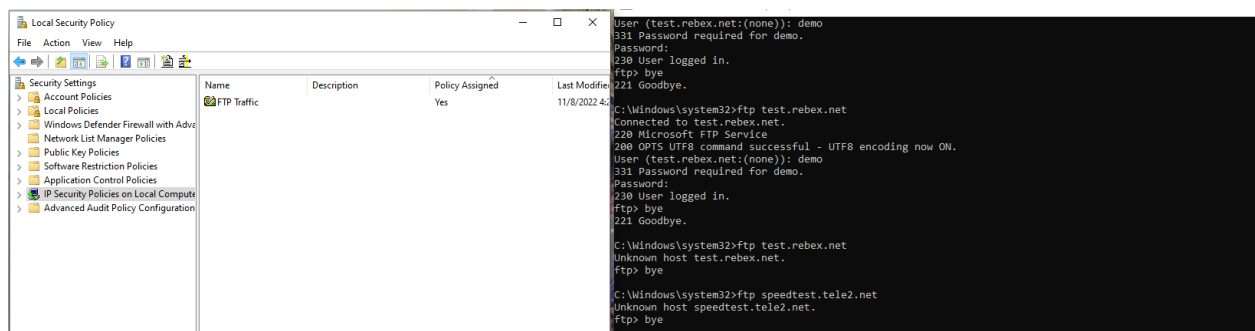 Local Security Policy
File Action View Help
Security Settings
Account Policies
Local Policies
Windows Defender Firewall with Adva
Network List Manager Policies
Public Key Policies
Software Restriction Policies
Application Control Policies
IP Security Policies on Local Compute
Advanced Audit Policy Configuration
Name Description Policy Assigned Last Modifie
FTP Traffic Yes 11/8/2022 4:2
User (test.rebex.net:(none)): demo
331 Password required for demo.
Password:
230 User logged in.
ftp> bye
221 Goodbye.
C:\Windows\system32>ftp test.rebex.net
Connected to test.rebex.net.
220 Microsoft FTP Service
200 OPTS UTF8 command successful - UTF8 encoding now ON.
User (test.rebex.net:(none)): demo
331 Password required for demo.
Password:
230 User logged in.
ftp> bye
221 Goodbye.
C:\Windows\system32>ftp test.rebex.net
Unknown host test.rebex.net.
ftp> bye
C:\Windows\system32>ftp speedtest.tele2.net
Unknown host speedtest.tele2.net.
ftp> bye